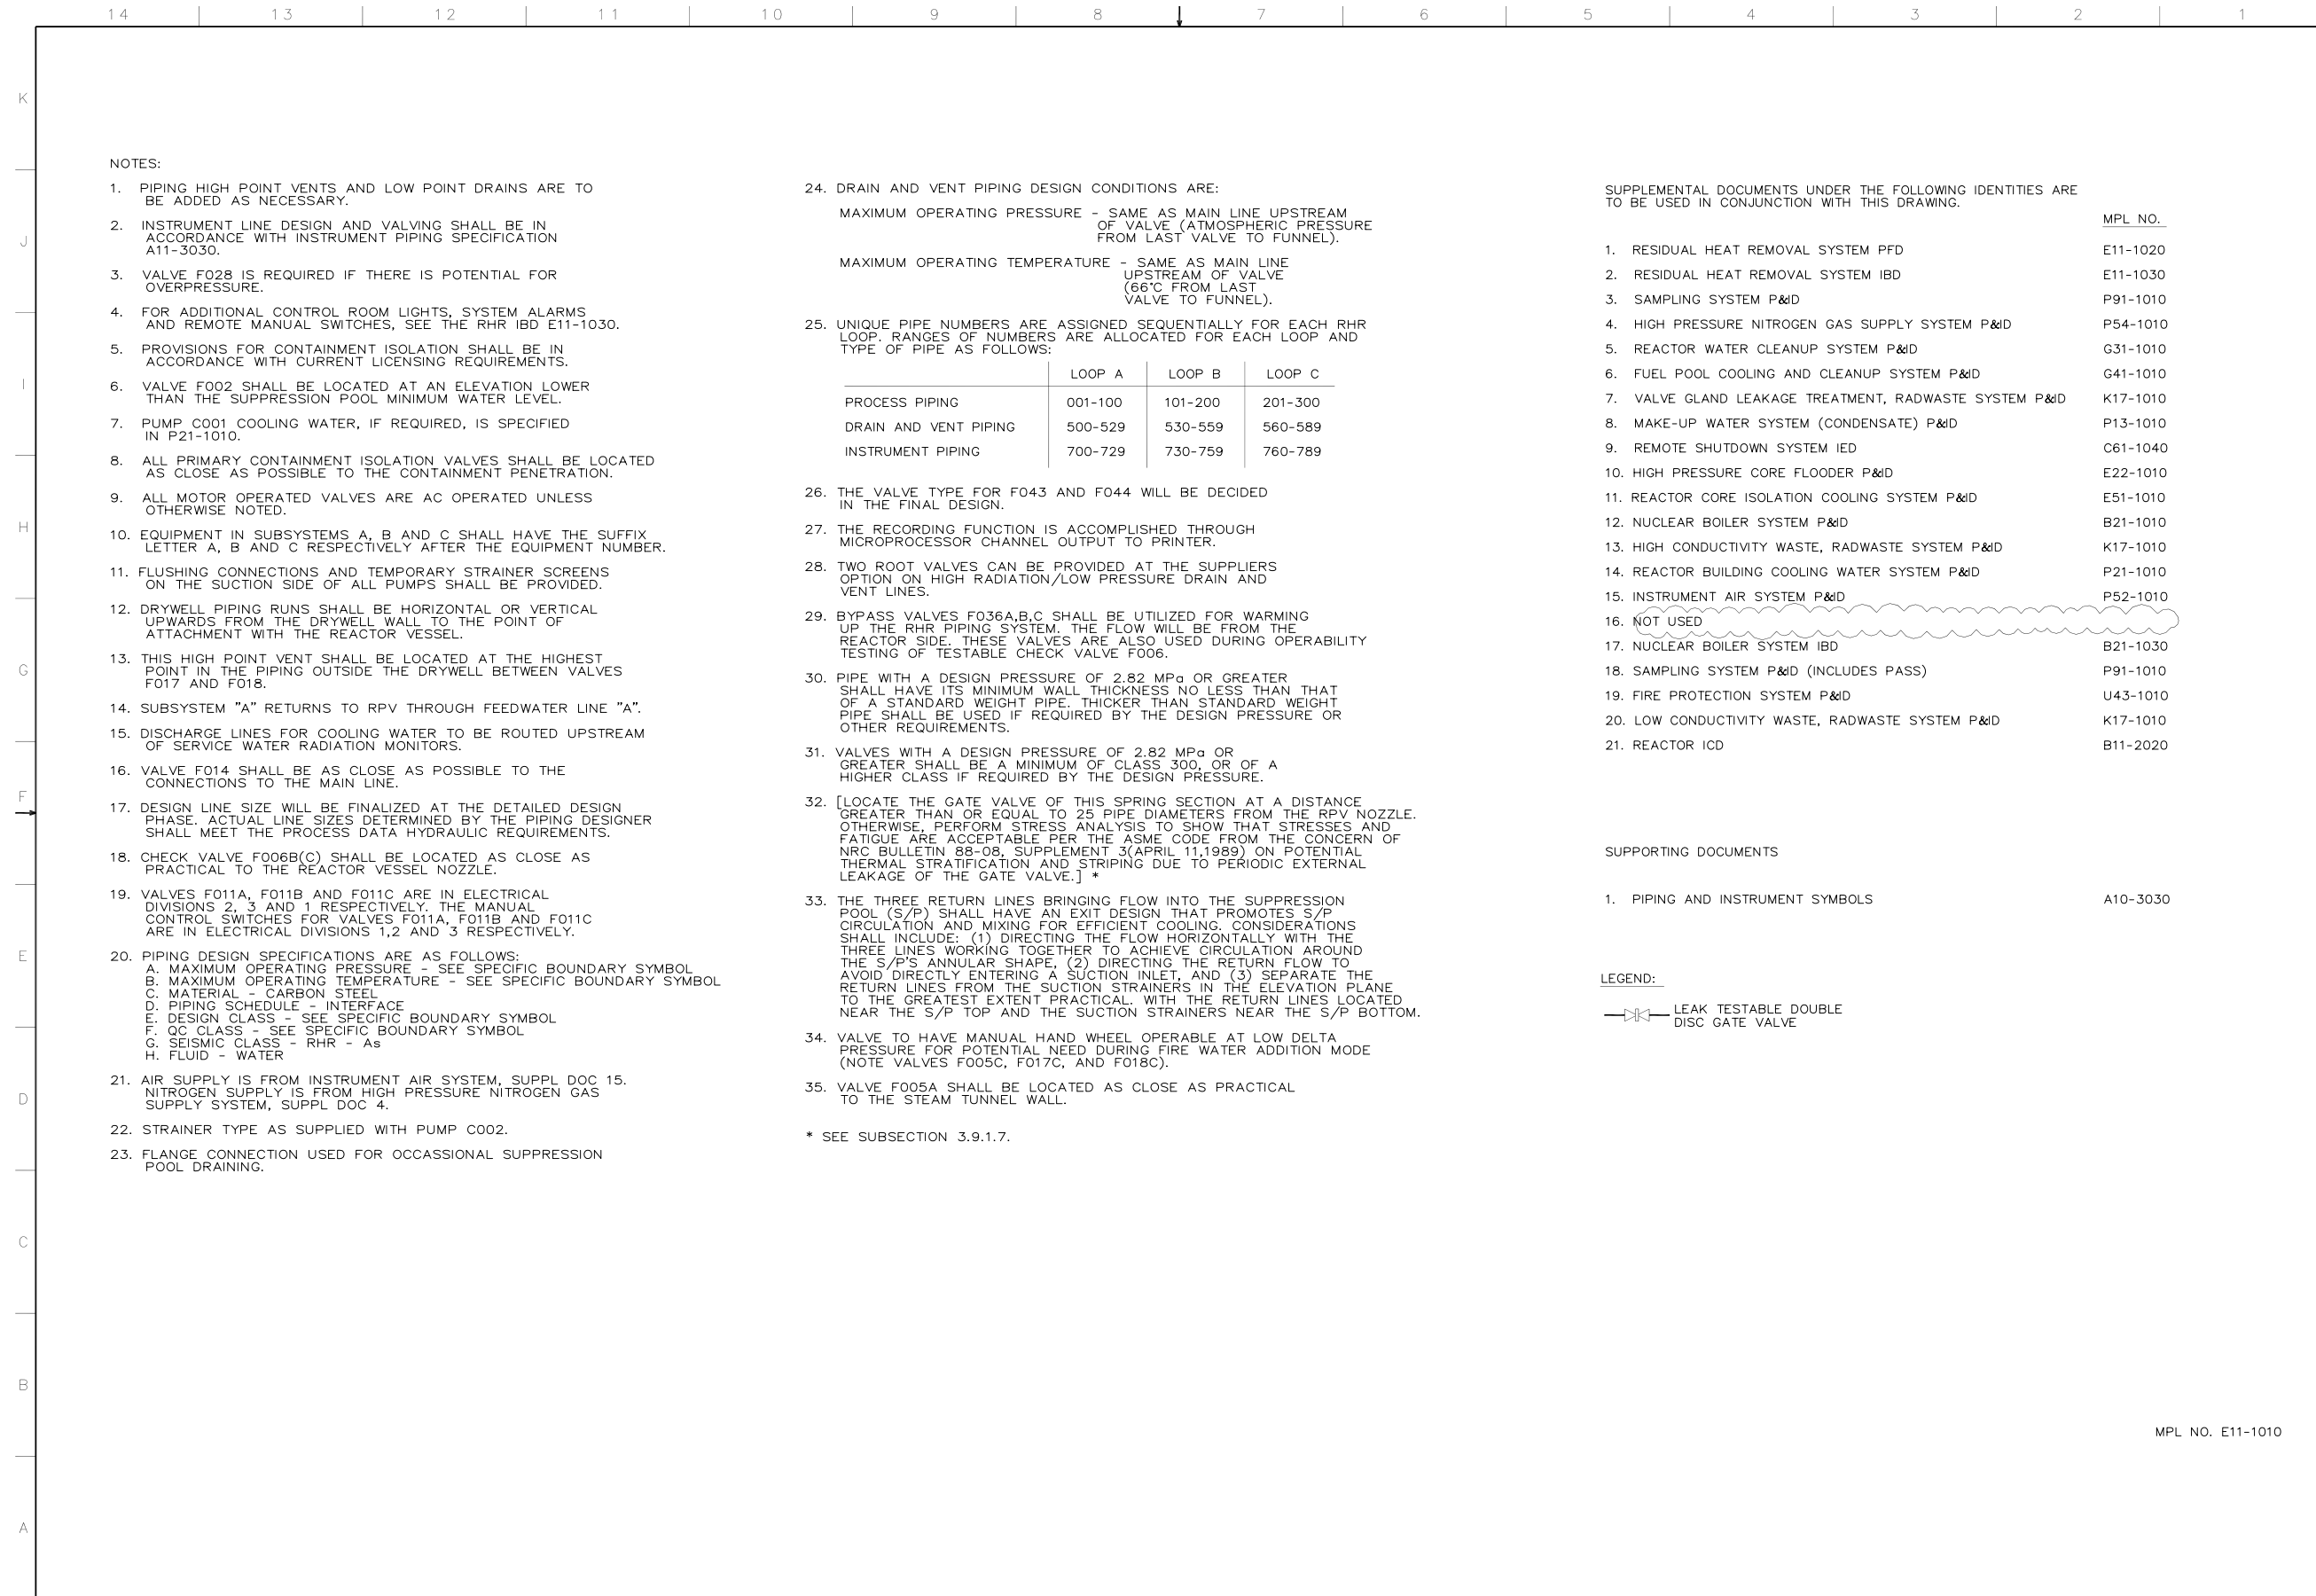 14 13 12 11 10 9 8 7 6 5 4 3 2 1
K
J
I
H
G
F
E
D
C
B
A
NOTES:
1. PIPING HIGH POINT VENTS AND LOW POINT DRAINS ARE TO
BE ADDED AS NECESSARY.
2. INSTRUMENT LINE DESIGN AND VALVING SHALL BE IN
ACCORDANCE WITH INSTRUMENT PIPING SPECIFICATION
A11-3030.
3. VALVE F028 IS REQUIRED IF THERE IS POTENTIAL FOR
OVERPRESSURE.
4. FOR ADDITIONAL CONTROL ROOM LIGHTS, SYSTEM ALARMS
AND REMOTE MANUAL SWITCHES, SEE THE RHR IBD E11-1030.
5. PROVISIONS FOR CONTAINMENT ISOLATION SHALL BE IN
ACCORDANCE WITH CURRENT LICENSING REQUIREMENTS.
6. VALVE F002 SHALL BE LOCATED AT AN ELEVATION LOWER
THAN THE SUPPRESSION POOL MINIMUM WATER LEVEL.
7. PUMP C001 COOLING WATER, IF REQUIRED, IS SPECIFIED
IN P21-1010.
8. ALL PRIMARY CONTAINMENT ISOLATION VALVES SHALL BE LOCATED
AS CLOSE AS POSSIBLE TO THE CONTAINMENT PENETRATION.
9. ALL MOTOR OPERATED VALVES ARE AC OPERATED UNLESS
OTHERWISE NOTED.
10. EQUIPMENT IN SUBSYSTEMS A, B AND C SHALL HAVE THE SUFFIX
LETTER A, B AND C RESPECTIVELY AFTER THE EQUIPMENT NUMBER.
11. FLUSHING CONNECTIONS AND TEMPORARY STRAINER SCREENS
ON THE SUCTION SIDE OF ALL PUMPS SHALL BE PROVIDED.
12. DRYWELL PIPING RUNS SHALL BE HORIZONTAL OR VERTICAL
UPWARDS FROM THE DRYWELL WALL TO THE POINT OF
ATTACHMENT WITH THE REACTOR VESSEL.
13. THIS HIGH POINT VENT SHALL BE LOCATED AT THE HIGHEST
POINT IN THE PIPING OUTSIDE THE DRYWELL BETWEEN VALVES
F017 AND F018.
14. SUBSYSTEM "A" RETURNS TO RPV THROUGH FEEDWATER LINE "A".
15. DISCHARGE LINES FOR COOLING WATER TO BE ROUTED UPSTREAM
OF SERVICE WATER RADIATION MONITORS.
16. VALVE F014 SHALL BE AS CLOSE AS POSSIBLE TO THE
CONNECTIONS TO THE MAIN LINE.
17. DESIGN LINE SIZE WILL BE FINALIZED AT THE DETAILED DESIGN
PHASE. ACTUAL LINE SIZES DETERMINED BY THE PIPING DESIGNER
SHALL MEET THE PROCESS DATA HYDRAULIC REQUIREMENTS.
18. CHECK VALVE F006B(C) SHALL BE LOCATED AS CLOSE AS
PRACTICAL TO THE REACTOR VESSEL NOZZLE.
19. VALVES F011A, F011B AND F011C ARE IN ELECTRICAL
DIVISIONS 2, 3 AND 1 RESPECTIVELY. THE MANUAL
CONTROL SWITCHES FOR VALVES F011A, F011B AND F011C
ARE IN ELECTRICAL DIVISIONS 1,2 AND 3 RESPECTIVELY.
20. PIPING DESIGN SPECIFICATIONS ARE AS FOLLOWS:
A. MAXIMUM OPERATING PRESSURE - SEE SPECIFIC BOUNDARY SYMBOL
B. MAXIMUM OPERATING TEMPERATURE - SEE SPECIFIC BOUNDARY SYMBOL
C. MATERIAL - CARBON STEEL
D. PIPING SCHEDULE - INTERFACE
E. DESIGN CLASS - SEE SPECIFIC BOUNDARY SYMBOL
F. QC CLASS - SEE SPECIFIC BOUNDARY SYMBOL
G. SEISMIC CLASS - RHR - As
H. FLUID - WATER
21. AIR SUPPLY IS FROM INSTRUMENT AIR SYSTEM, SUPPL DOC 15.
NITROGEN SUPPLY IS FROM HIGH PRESSURE NITROGEN GAS
SUPPLY SYSTEM, SUPPL DOC 4.
22. STRAINER TYPE AS SUPPLIED WITH PUMP C002.
23. FLANGE CONNECTION USED FOR OCCASSIONAL SUPPRESSION
POOL DRAINING.
24. DRAIN AND VENT PIPING DESIGN CONDITIONS ARE:
MAXIMUM OPERATING PRESSURE - SAME AS MAIN LINE UPSTREAM
OF VALVE (ATMOSPHERIC PRESSURE
FROM LAST VALVE TO FUNNEL).
MAXIMUM OPERATING TEMPERATURE - SAME AS MAIN LINE
UPSTREAM OF VALVE
(66°C FROM LAST
VALVE TO FUNNEL).
25. UNIQUE PIPE NUMBERS ARE ASSIGNED SEQUENTIALLY FOR EACH RHR
LOOP. RANGES OF NUMBERS ARE ALLOCATED FOR EACH LOOP AND
TYPE OF PIPE AS FOLLOWS:
LOOP A LOOP B LOOP C
PROCESS PIPING 001-100 101-200 201-300
DRAIN AND VENT PIPING 500-529 530-559 560-589
INSTRUMENT PIPING 700-729 730-759 760-789
26. THE VALVE TYPE FOR F043 AND F044 WILL BE DECIDED
IN THE FINAL DESIGN.
27. THE RECORDING FUNCTION IS ACCOMPLISHED THROUGH
MICROPROCESSOR CHANNEL OUTPUT TO PRINTER.
28. TWO ROOT VALVES CAN BE PROVIDED AT THE SUPPLIERS
OPTION ON HIGH RADIATION/LOW PRESSURE DRAIN AND
VENT LINES.
29. BYPASS VALVES F036A,B,C SHALL BE UTILIZED FOR WARMING
UP THE RHR PIPING SYSTEM. THE FLOW WILL BE FROM THE
REACTOR SIDE. THESE VALVES ARE ALSO USED DURING OPERABILITY
TESTING OF TESTABLE CHECK VALVE F006.
30. PIPE WITH A DESIGN PRESSURE OF 2.82 MPa OR GREATER
SHALL HAVE ITS MINIMUM WALL THICKNESS NO LESS THAN THAT
OF A STANDARD WEIGHT PIPE. THICKER THAN STANDARD WEIGHT
PIPE SHALL BE USED IF REQUIRED BY THE DESIGN PRESSURE OR
OTHER REQUIREMENTS.
31. VALVES WITH A DESIGN PRESSURE OF 2.82 MPa OR
GREATER SHALL BE A MINIMUM OF CLASS 300, OR OF A
HIGHER CLASS IF REQUIRED BY THE DESIGN PRESSURE.
32. [LOCATE THE GATE VALVE OF THIS SPRING SECTION AT A DISTANCE
GREATER THAN OR EQUAL TO 25 PIPE DIAMETERS FROM THE RPV NOZZLE.
OTHERWISE, PERFORM STRESS ANALYSIS TO SHOW THAT STRESSES AND
FATIGUE ARE ACCEPTABLE PER THE ASME CODE FROM THE CONCERN OF
NRC BULLETIN 88-08, SUPPLEMENT 3(APRIL 11,1989) ON POTENTIAL
THERMAL STRATIFICATION AND STRIPING DUE TO PERIODIC EXTERNAL
LEAKAGE OF THE GATE VALVE.] *
33. THE THREE RETURN LINES BRINGING FLOW INTO THE SUPPRESSION
POOL (S/P) SHALL HAVE AN EXIT DESIGN THAT PROMOTES S/P
CIRCULATION AND MIXING FOR EFFICIENT COOLING. CONSIDERATIONS
SHALL INCLUDE: (1) DIRECTING THE FLOW HORIZONTALLY WITH THE
THREE LINES WORKING TOGETHER TO ACHIEVE CIRCULATION AROUND
THE S/P'S ANNULAR SHAPE, (2) DIRECTING THE RETURN FLOW TO
AVOID DIRECTLY ENTERING A SUCTION INLET, AND (3) SEPARATE THE
RETURN LINES FROM THE SUCTION STRAINERS IN THE ELEVATION PLANE
TO THE GREATEST EXTENT PRACTICAL. WITH THE RETURN LINES LOCATED
NEAR THE S/P TOP AND THE SUCTION STRAINERS NEAR THE S/P BOTTOM.
34. VALVE TO HAVE MANUAL HAND WHEEL OPERABLE AT LOW DELTA
PRESSURE FOR POTENTIAL NEED DURING FIRE WATER ADDITION MODE
(NOTE VALVES F005C, F017C, AND F018C).
35. VALVE F005A SHALL BE LOCATED AS CLOSE AS PRACTICAL
TO THE STEAM TUNNEL WALL.
* SEE SUBSECTION 3.9.1.7.
SUPPLEMENTAL DOCUMENTS UNDER THE FOLLOWING IDENTITIES ARE
TO BE USED IN CONJUNCTION WITH THIS DRAWING.
MPL NO.
1. RESIDUAL HEAT REMOVAL SYSTEM PFD E11-1020
2. RESIDUAL HEAT REMOVAL SYSTEM IBD E11-1030
3. SAMPLING SYSTEM P&ID P91-1010
4. HIGH PRESSURE NITROGEN GAS SUPPLY SYSTEM P&ID P54-1010
5. REACTOR WATER CLEANUP SYSTEM P&ID G31-1010
6. FUEL POOL COOLING AND CLEANUP SYSTEM P&ID G41-1010
7. VALVE GLAND LEAKAGE TREATMENT, RADWASTE SYSTEM P&ID K17-1010
8. MAKE-UP WATER SYSTEM (CONDENSATE) P&ID P13-1010
9. REMOTE SHUTDOWN SYSTEM IED C61-1040
10. HIGH PRESSURE CORE FLOODER P&ID E22-1010
11. REACTOR CORE ISOLATION COOLING SYSTEM P&ID E51-1010
12. NUCLEAR BOILER SYSTEM P&ID B21-1010
13. HIGH CONDUCTIVITY WASTE, RADWASTE SYSTEM P&ID K17-1010
14. REACTOR BUILDING COOLING WATER SYSTEM P&ID P21-1010
15. INSTRUMENT AIR SYSTEM P&ID P52-1010
16. NOT USED
17. NUCLEAR BOILER SYSTEM IBD B21-1030
18. SAMPLING SYSTEM P&ID (INCLUDES PASS) P91-1010
19. FIRE PROTECTION SYSTEM P&ID U43-1010
20. LOW CONDUCTIVITY WASTE, RADWASTE SYSTEM P&ID K17-1010
21. REACTOR ICD B11-2020
SUPPORTING DOCUMENTS
1. PIPING AND INSTRUMENT SYMBOLS A10-3030
LEGEND:
LEAK TESTABLE DOUBLE
DISC GATE VALVE
MPL NO. E11-1010